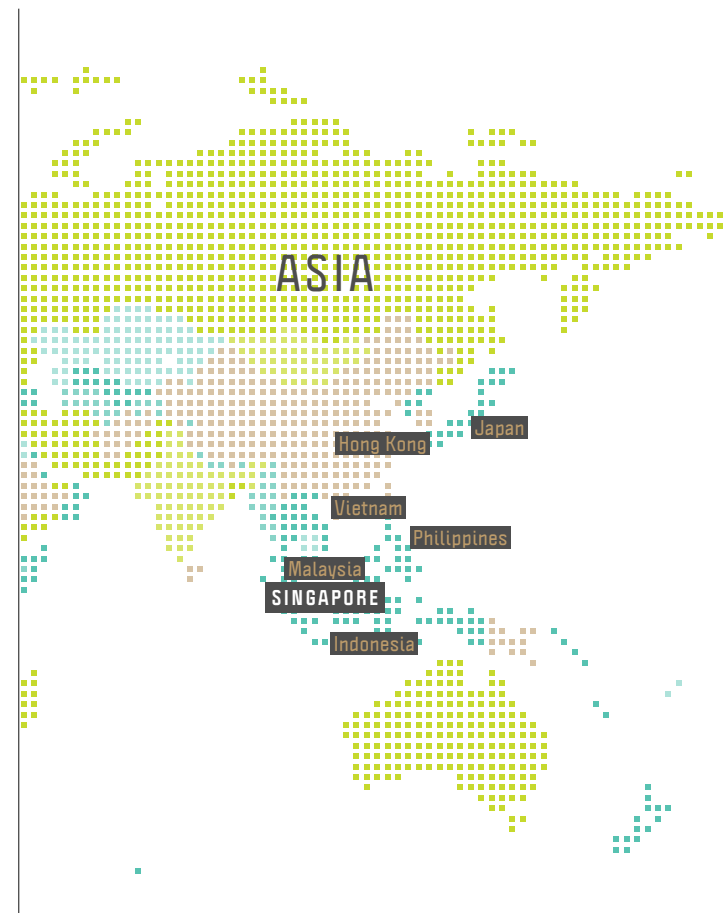 ASIA
Japan
Hong Kong
Vietnam
Philippines
Malaysia
SINGAPORE
Indonesia